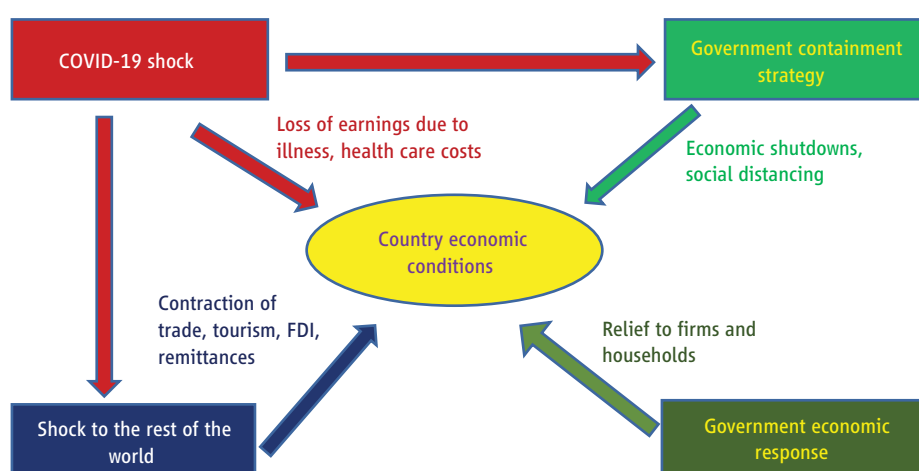 COVID-19 shock
Government containment
strategy
Loss of earnings due to
illness, health care costs
Economic shutdowns,
social distancing
Country economic
conditions
Contraction of
trade, tourism, FDI,
remittances
Relief to firms and
households
Shock to the rest of the
world
Government economic
response